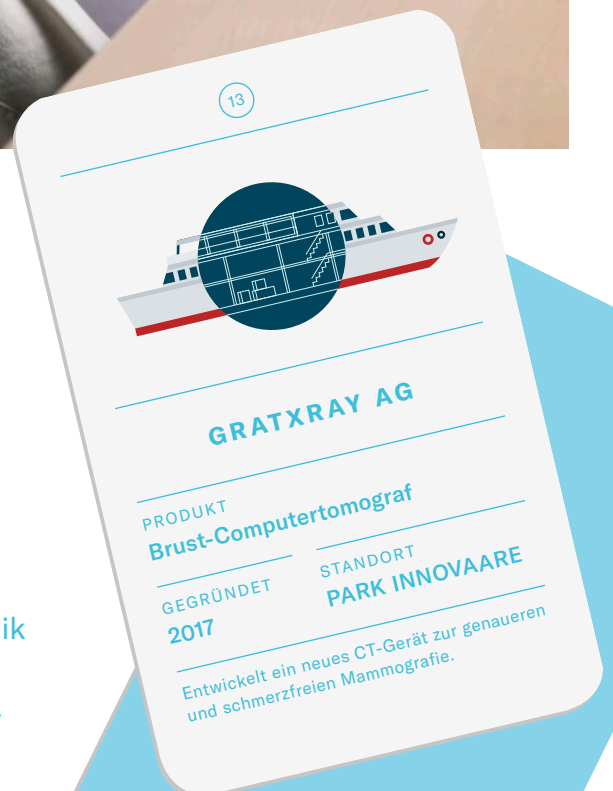 13
GRATXRAY AG
PRODUKT
Brust-Computertomograf
GEGRÜNDET
2017
STANDORT
PARK INNOVAARE
Entwickelt ein neues CT-Gerät zur genaueren
und schmerzfreien Mammografie.
ik